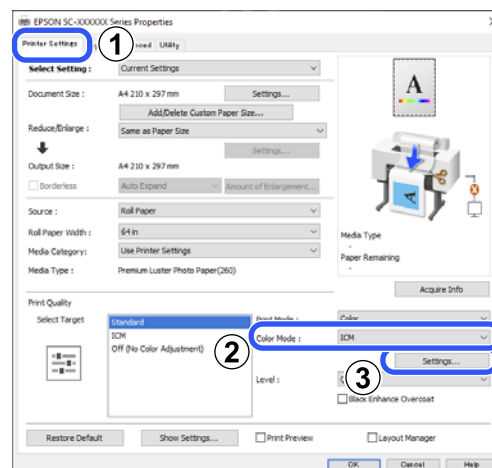 EPSON SC-XXXXXX Series Properties
Printer Settings
1
Utility
Select Setting :
Current Settings
Document Size :
A4 210 x 297 mm
Settings...
Add/Delete Custom Paper Size...
Reduce/Enlarge :
Same as Paper Size
Settings...
Output Size :
A4 210 x 297 mm
Borderless
Auto Expand
Amount of Enlargement...
Source :
Roll Paper
Roll Paper Width :
64 in
Media Category:
Use Printer Settings
Media Type :
Premium Luster Photo Paper(260)
A
A
Media Type
-
Paper Remaining
-
Acquire Info
Print Quality
Select Target
Standard
ICM
Off (No Color Adjustment)
Print Mode :
Color
2
Color Mode :
ICM
Settings...
3
Level :
Black Enhance Overcoat
Restore Default
Show Settings...
Print Preview
Layout Manager
OK
Cancel
Help